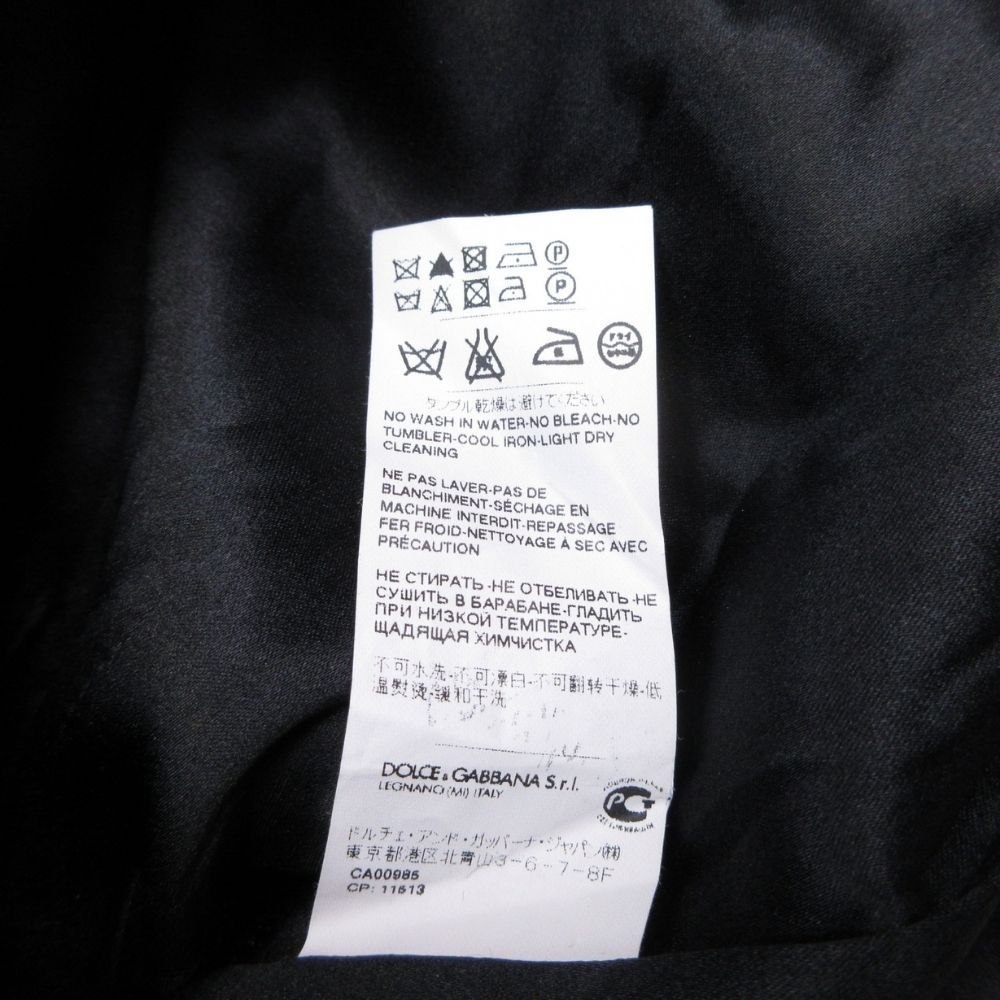 P
P
ドライ
タンブル乾燥は避けてください
NO WASH IN WATER-NO BLEACH-NO
TUMBLER-COOL IRON-LIGHT DRY
CLEANING
NE PAS LAVER-PAS DE
BLANCHIMENT-SÉCHAGE EN
MACHINE INTERDIT-REPASSAGE
FER FROID-NETTOYAGE À SEC AVEC
PRÉCAUTION
НЕ СТИРАТЬ-НЕ ОТБЕЛИВАТЬ-НЕ
СУШИТЬ В БАРАБАНЕ-ГЛАДИТЬ
ПРИ НИЗКОЙ ТЕМПЕРАТУРЕ-
ЩАДЯЩАЯ ХИМЧИСТКА
不可水洗-不可漂白-不可翻转干燥-低
温熨烫-缓和干洗
DOLCE & GABBANA S.r.l.
LEGNANO (MI) ITALY
ドルチェ・アンド・ガッバーナ・ジャパン(株)
東京都港区北青山3-6-7-8F
CA00985
CP: 11513